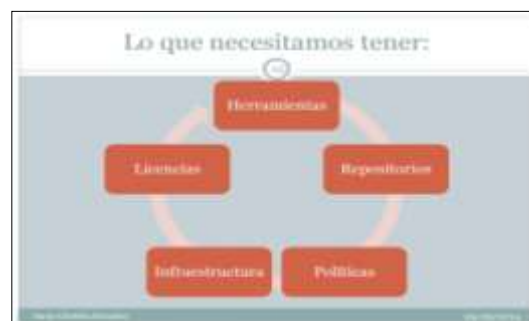 Lo que necesitamos tener:
Herramientas
Licencias
Repositorios
Infraestructura
Políticas